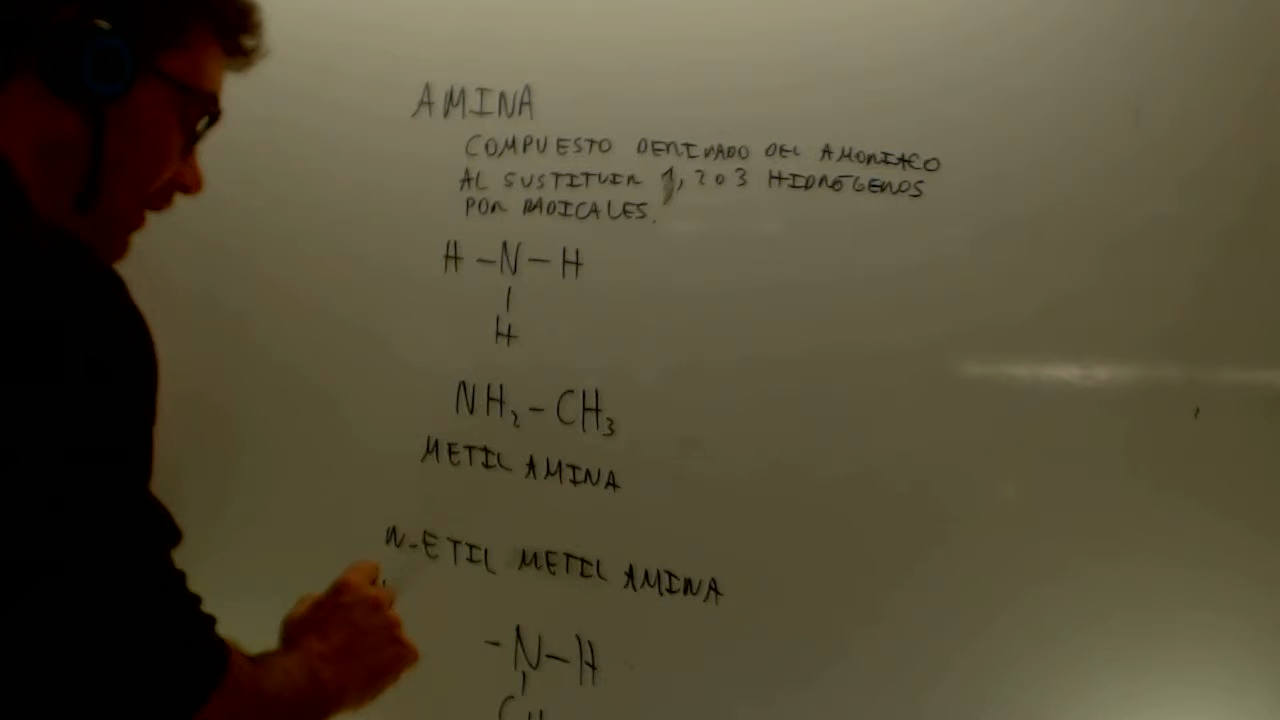 AMINA
COMPUESTO DERIVADO DEL AMONIACO
AL SUSTITUIR 1, 2 o 3 HIDRÓGENOS
POR RADICALES.
H - N - H
|
H
NH₂ - CH₃
METIL AMINA
N-ETIL METIL AMINA
- N - H
|